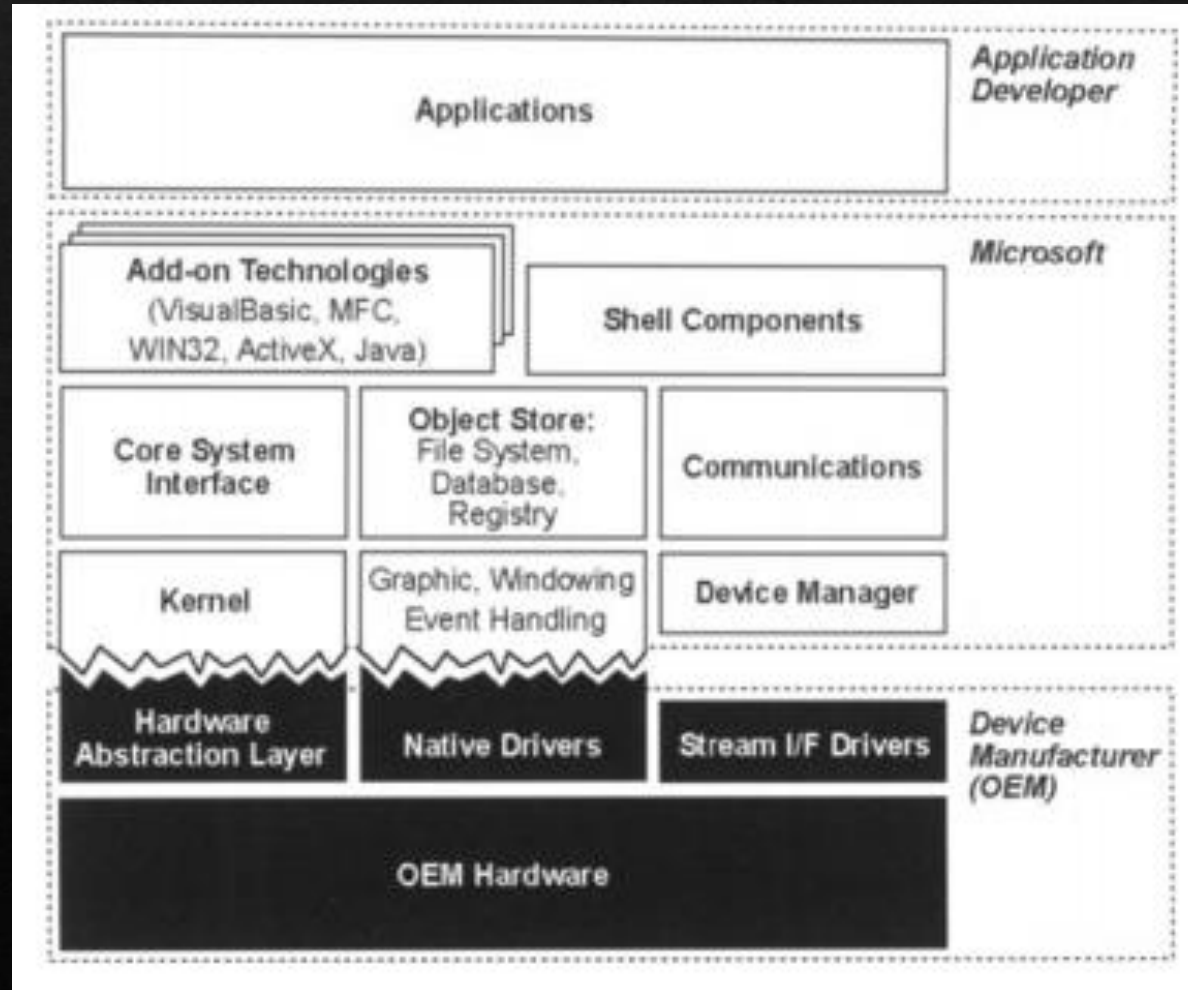 Applications
Application
Developer
Microsoft
Add-on Technologies
(VisualBasic, MFC,
WIN32, ActiveX, Java)
Shell Components
Core System
Interface
Object Store:
File System,
Database,
Registry
Communications
Kernel
Graphic, Windowing
Event Handling
Device Manager
Hardware
Abstraction Layer
Native Drivers
Stream I/F Drivers
Device
Manufacturer
(OEM)
OEM Hardware